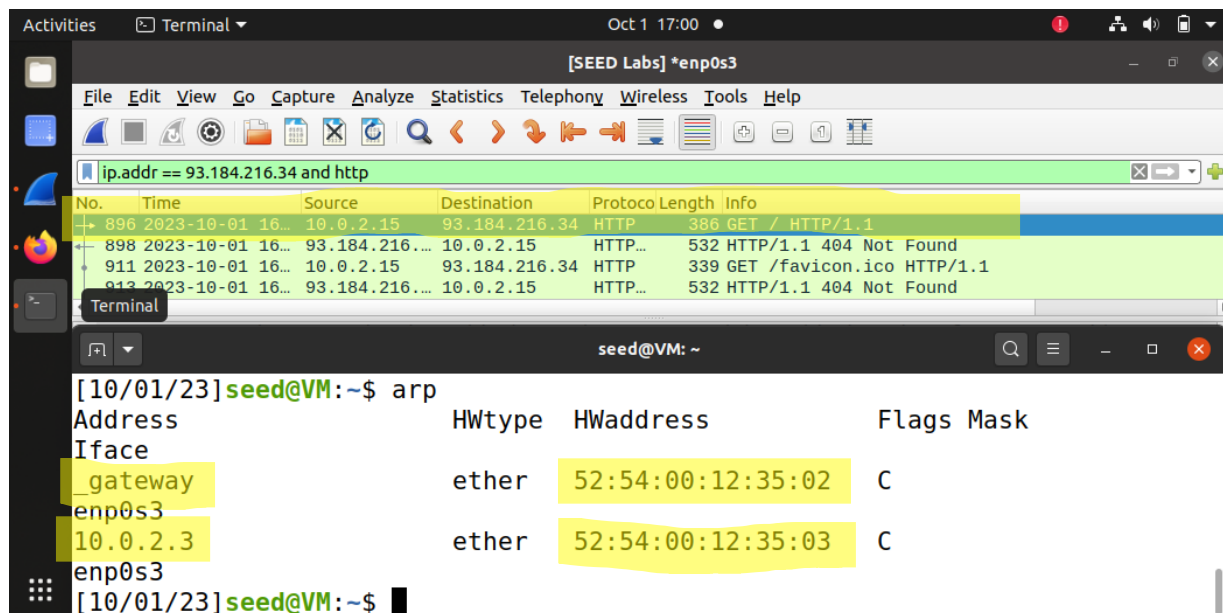 Activities Terminal Oct 1 17:00
[SEED Labs] *enp0s3
File Edit View Go Capture Analyze Statistics Telephony Wireless Tools Help
ip.addr == 93.184.216.34 and http
No. Time Source Destination Protoco Length Info
896 2023-10-01 16… 10.0.2.15 93.184.216.34 HTTP 386 GET / HTTP/1.1
898 2023-10-01 16… 93.184.216.… 10.0.2.15 HTTP… 532 HTTP/1.1 404 Not Found
911 2023-10-01 16… 10.0.2.15 93.184.216.34 HTTP 339 GET /favicon.ico HTTP/1.1
913 2023-10-01 16… 93.184.216.… 10.0.2.15 HTTP… 532 HTTP/1.1 404 Not Found
Terminal
seed@VM: ~
[10/01/23]seed@VM:~$ arp
Address HWtype HWaddress Flags Mask
Iface
_gateway ether 52:54:00:12:35:02 C
enp0s3
10.0.2.3 ether 52:54:00:12:35:03 C
enp0s3
[10/01/23]seed@VM:~$